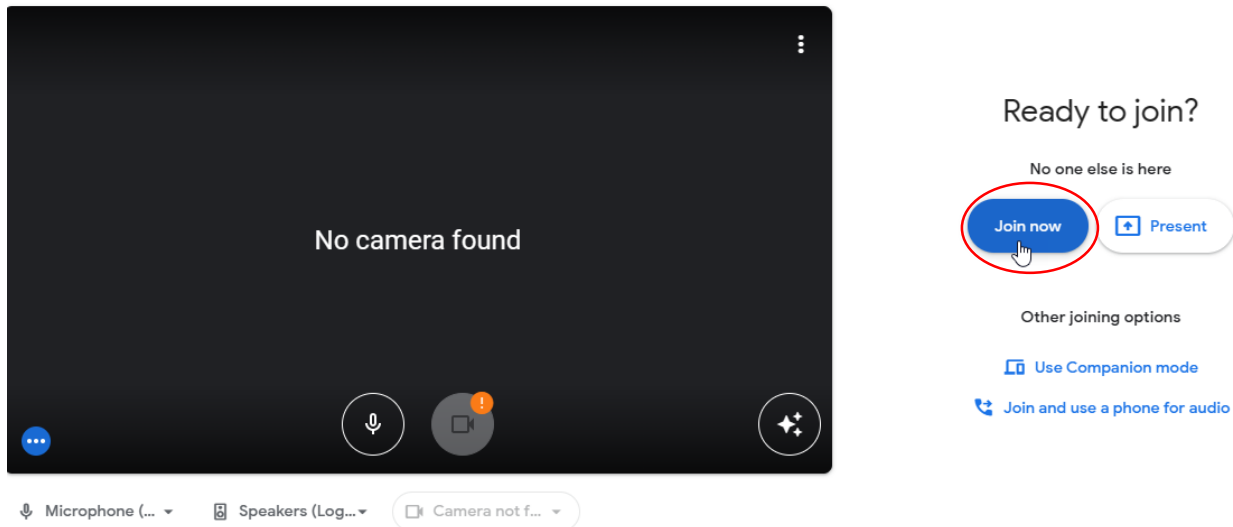 No camera found
Microphone (...
Speakers (Log...
Camera not f...
Ready to join?
No one else is here
Join now
Present
Other joining options
Use Companion mode
Join and use a phone for audio